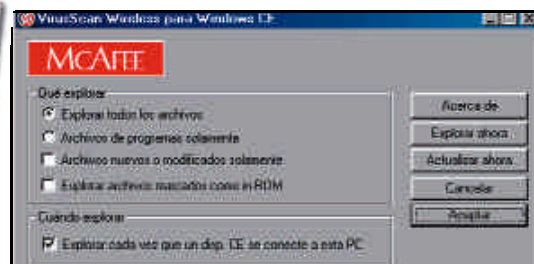 VirusScan Wireless para Windows CE
McAfee
Qué explorar
Explorar todos los archivos
Archivos de programas solamente
Archivos nuevos o modificados solamente
Explorar archivos marcados como in-ROM
Cuándo explorar
Explorar cada vez que un disp. CE se conecte a esta PC
Acerca de
Explorar ahora
Actualizar ahora
Cancelar
Aceptar